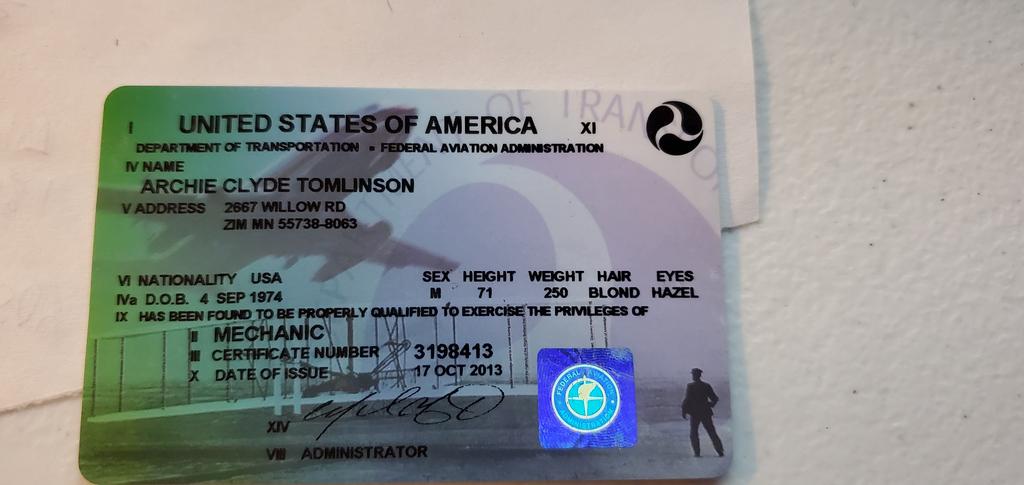 I UNITED STATES OF AMERICA XI
DEPARTMENT OF TRANSPORTATION • FEDERAL AVIATION ADMINISTRATION
IV NAME
ARCHIE CLYDE TOMLINSON
V ADDRESS 2667 WILLOW RD
ZIM MN 55738-8063
VI NATIONALITY USA SEX HEIGHT WEIGHT HAIR EYES
IVa D.O.B. 4 SEP 1974 M 71 250 BLOND HAZEL
IX HAS BEEN FOUND TO BE PROPERLY QUALIFIED TO EXERCISE THE PRIVILEGES OF
II MECHANIC
III CERTIFICATE NUMBER 3198413
X DATE OF ISSUE 17 OCT 2013
XIV
VIII ADMINISTRATOR
FEDERAL AVIATION
ADMINISTRATION